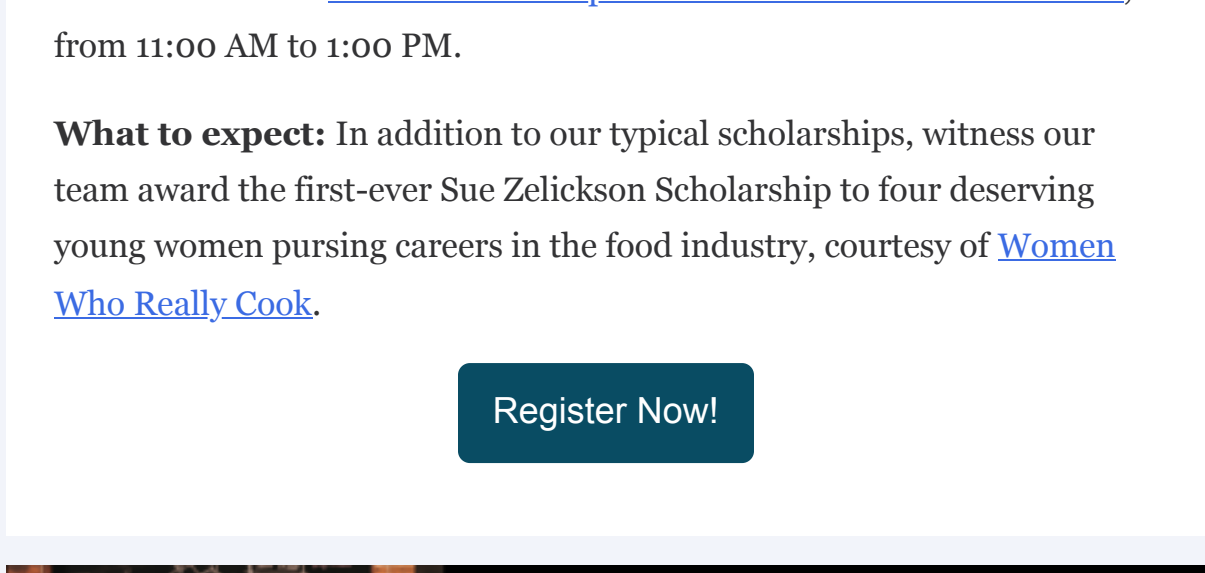 from 11:00 AM to 1:00 PM.
What to expect: In addition to our typical scholarships, witness our
team award the first-ever Sue Zelickson Scholarship to four deserving
young women pursing careers in the food industry, courtesy of Women
Who Really Cook.
Register Now!